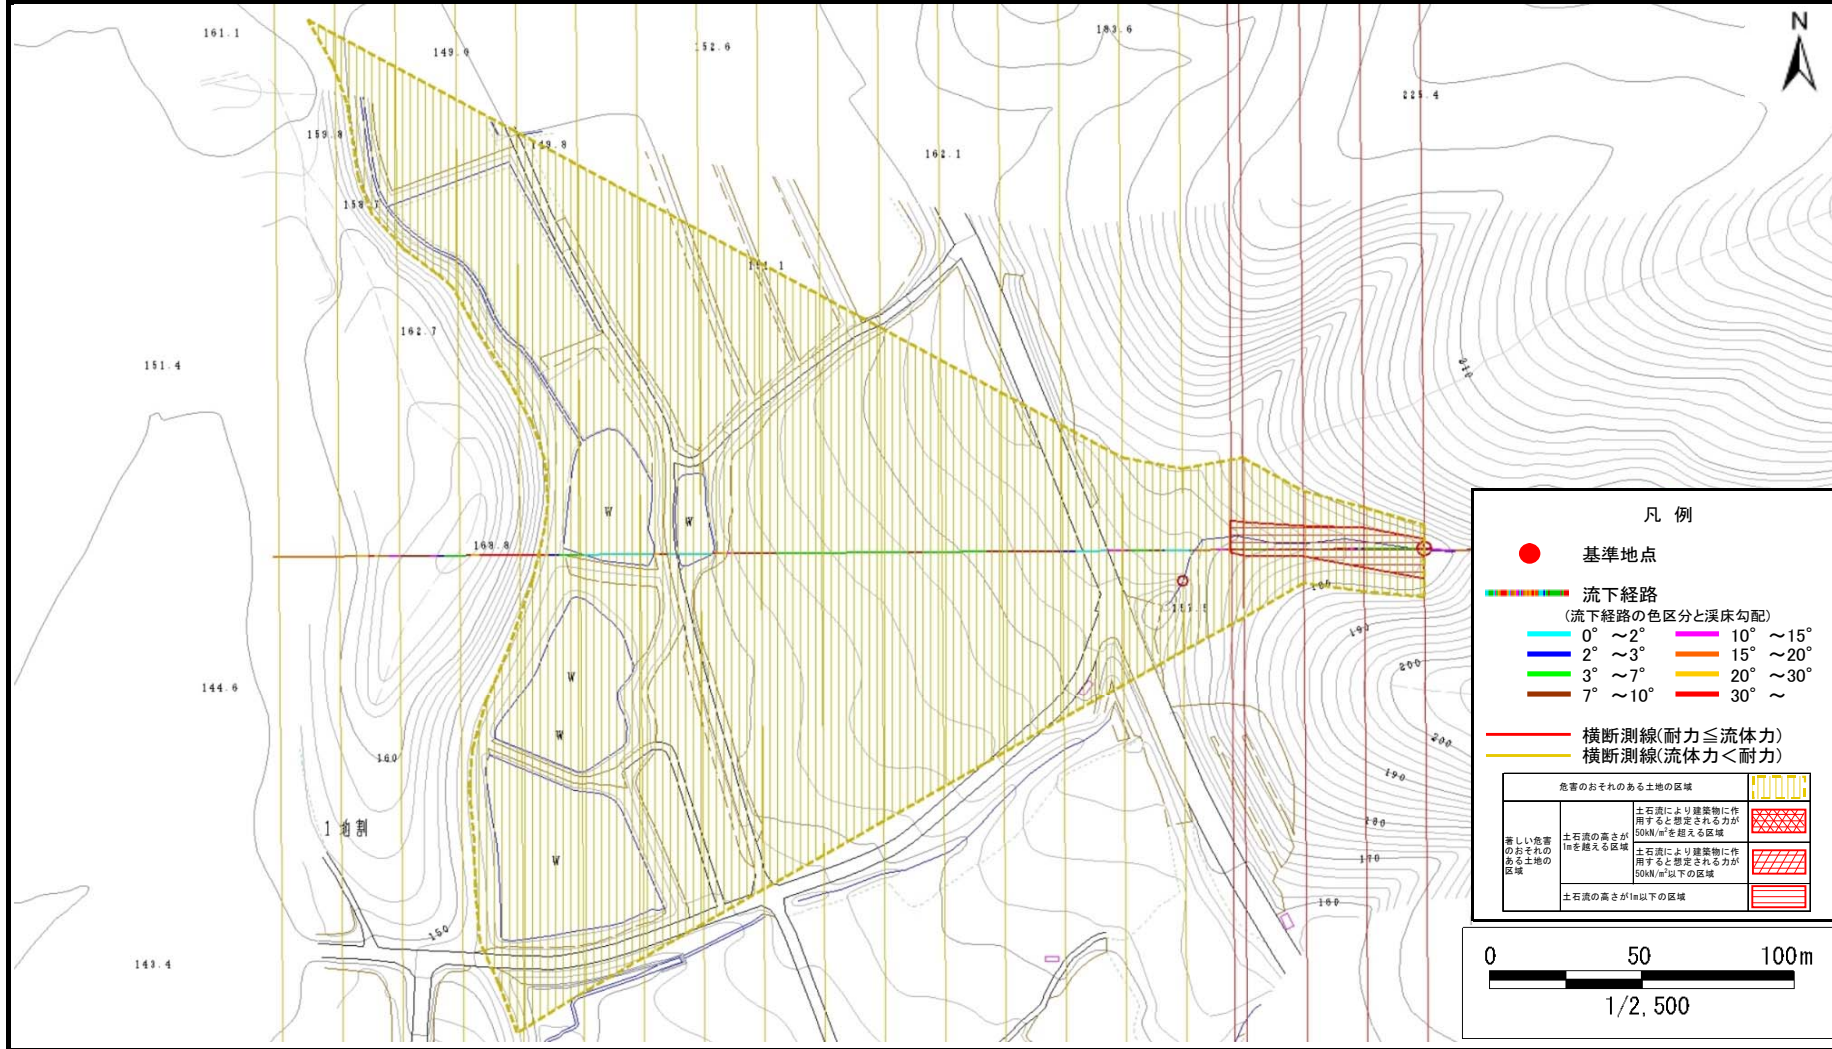 161.1
149.0
152.6
183.6
N
225.4
159.8
149.8
162.1
158.7
151.1
162.7
151.4
210
W
W
168.8
凡 例
基準地点
流下経路
(流下経路の色区分と渓床勾配)
0° ～2° 10° ～15°
2° ～3° 15° ～20°
3° ～7° 20° ～30°
7° ～10° 30° ～
横断測線(耐力≦流体力)
横断測線(流体力＜耐力)
危害のおそれのある土地の区域
著しい危害
のおそれの
ある土地の
区域
土石流の高さが
1mを越える区域
土石流により建築物に作
用すると想定される力が
50kN/m²を超える区域
土石流により建築物に作
用すると想定される力が
50kN/m²以下の区域
土石流の高さが1m以下の区域
180
157.5
190
200
W
144.6
W
200
160
190
1 地割
180
W
170
160
150
143.4
0 50 100m
1/2,500